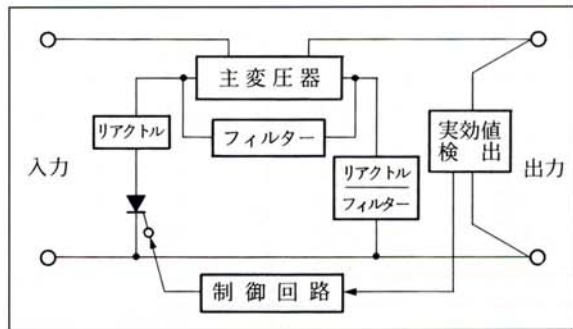 主変圧器
リアクトル
フィルター
実効値
検出
入力
リアクトル
フィルター
出力
制御回路